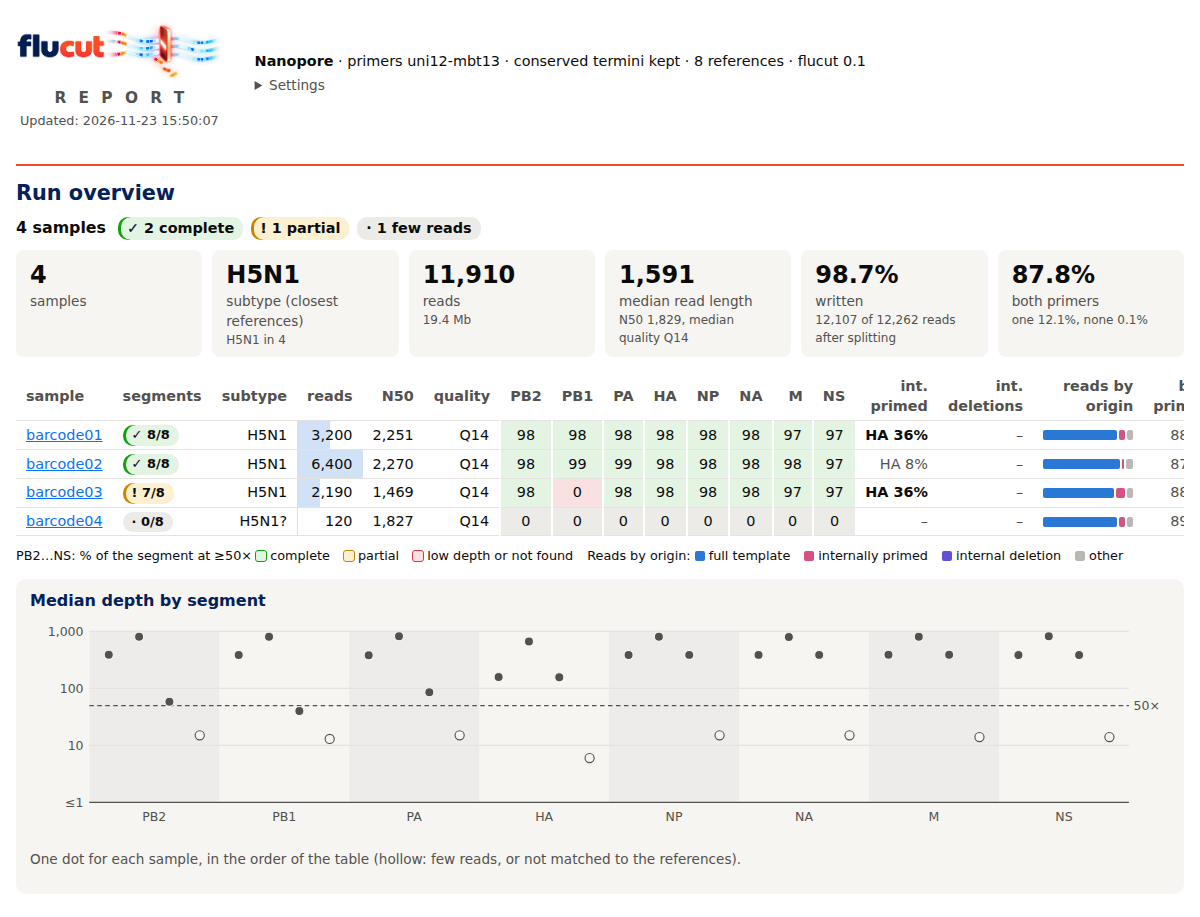 flucut
REPORT
Updated: 2026-11-23 15:50:07
Nanopore · primers uni12-mbt13 · conserved termini kept · 8 references · flucut 0.1
▶ Settings
Run overview
4 samples ✓ 2 complete ! 1 partial · 1 few reads
4
samples
H5N1
subtype (closest
references)
H5N1 in 4
11,910
reads
19.4 Mb
1,591
median read length
N50 1,829, median
quality Q14
98.7%
written
12,107 of 12,262 reads
after splitting
87.8%
both primers
one 12.1%, none 0.1%
sample segments subtype reads N50 quality PB2 PB1 PA HA NP NA M NS int. primed int. deletions reads by origin
barcode01 ✓ 8/8 H5N1 3,200 2,251 Q14 98 98 98 98 98 98 97 97 HA 36% – 88
barcode02 ✓ 8/8 H5N1 6,400 2,270 Q14 98 99 99 98 98 98 98 97 HA 8% – 87
barcode03 ! 7/8 H5N1 2,190 1,469 Q14 98 0 98 98 98 98 97 97 HA 36% – 88
barcode04 · 0/8 H5N1? 120 1,827 Q14 0 0 0 0 0 0 0 0 – – 89
PB2…NS: % of the segment at ≥50× complete partial low depth or not found Reads by origin: full template internally primed internal deletion other
Median depth by segment
1,000
100
50×
10
≤1
PB2 PB1 PA HA NP NA M NS
One dot for each sample, in the order of the table (hollow: few reads, or not matched to the references).